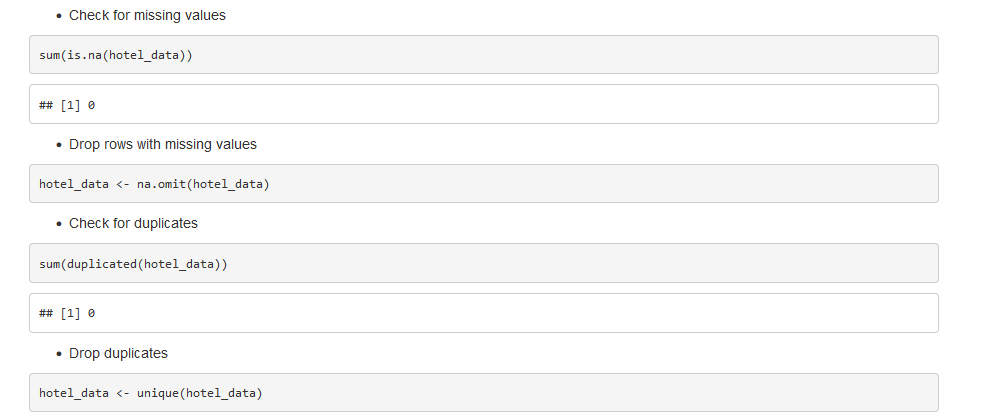 • Check for missing values
sum(is.na(hotel_data))
## [1] 0
• Drop rows with missing values
hotel_data <- na.omit(hotel_data)
• Check for duplicates
sum(duplicated(hotel_data))
## [1] 0
• Drop duplicates
hotel_data <- unique(hotel_data)